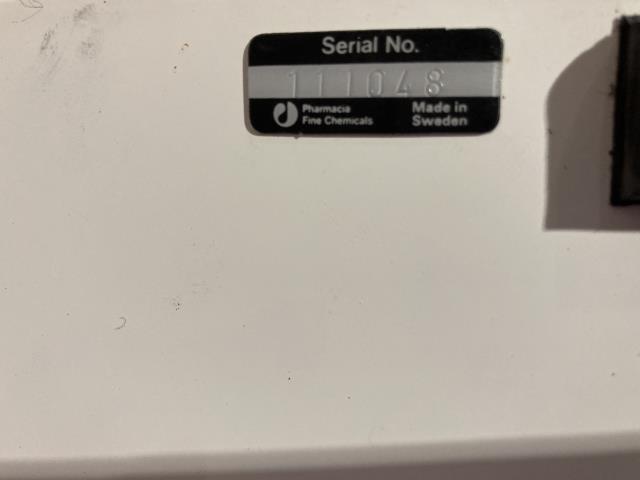 Serial No.
111048
Pharmacia
Fine Chemicals
Made in
Sweden